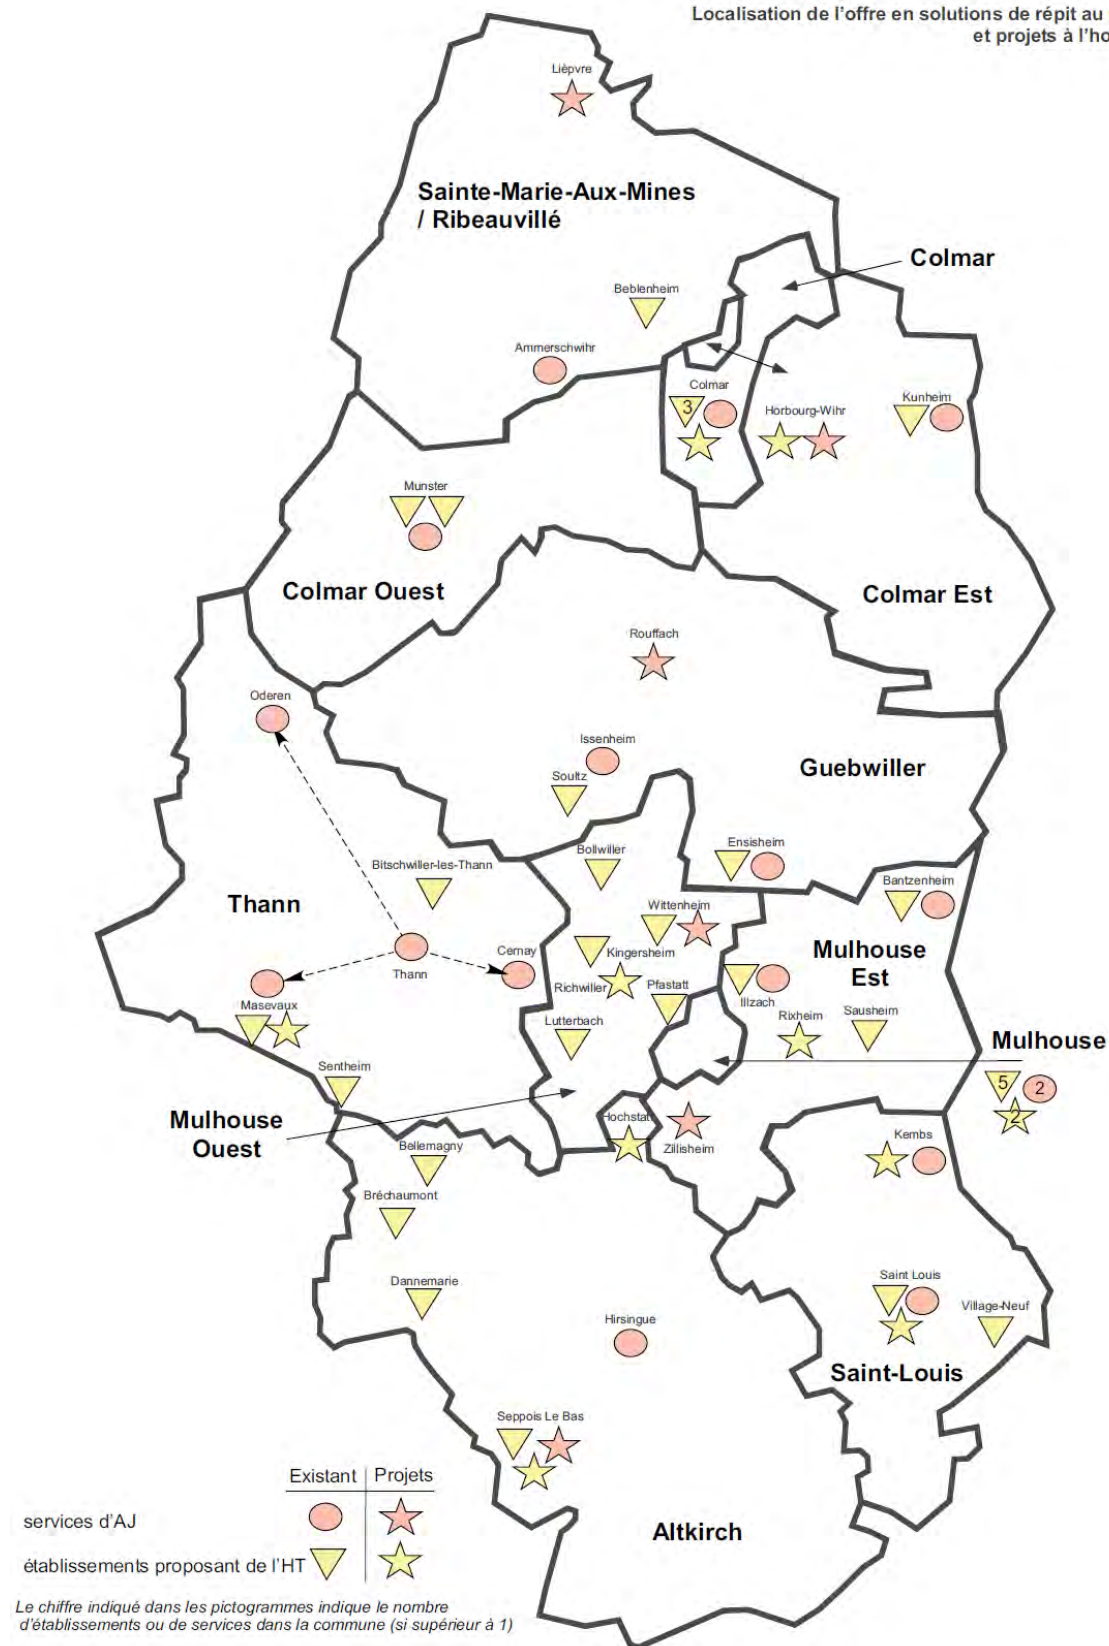 Localisation de l'offre en solutions de répit au
et projets à l'ho
Lièpvre
Sainte-Marie-Aux-Mines
/ Ribeauvillé
Colmar
Beblenheim
Ammerschwihr
Colmar
3
Horbourg-Wihr
Kunheim
Munster
Colmar Ouest
Colmar Est
Rouffach
Oderen
Issenheim
Guebwiller
Soultz
Bollwiller
Ensisheim
Bitschwiller-les-Thann
Bantzenheim
Thann
Wittenheim
Mulhouse
Est
Cernay
Kingersheim
Thann
Richwiller
Pfastatt
Illzach
Masevaux
Lutterbach
Rixheim
Sausheim
Mulhouse
Sentheim
5
2
2
Mulhouse
Ouest
Hochstatt
Zillisheim
Kembs
Bellemagny
Bréchaumont
Dannemarie
Saint Louis
Village-Neuf
Hirsingue
Saint-Louis
Seppois Le Bas
Existant Projets
services d'AJ
Altkirch
établissements proposant de l'HT
Le chiffre indiqué dans les pictogrammes indique le nombre
d'établissements ou de services dans la commune (si supérieur à 1)